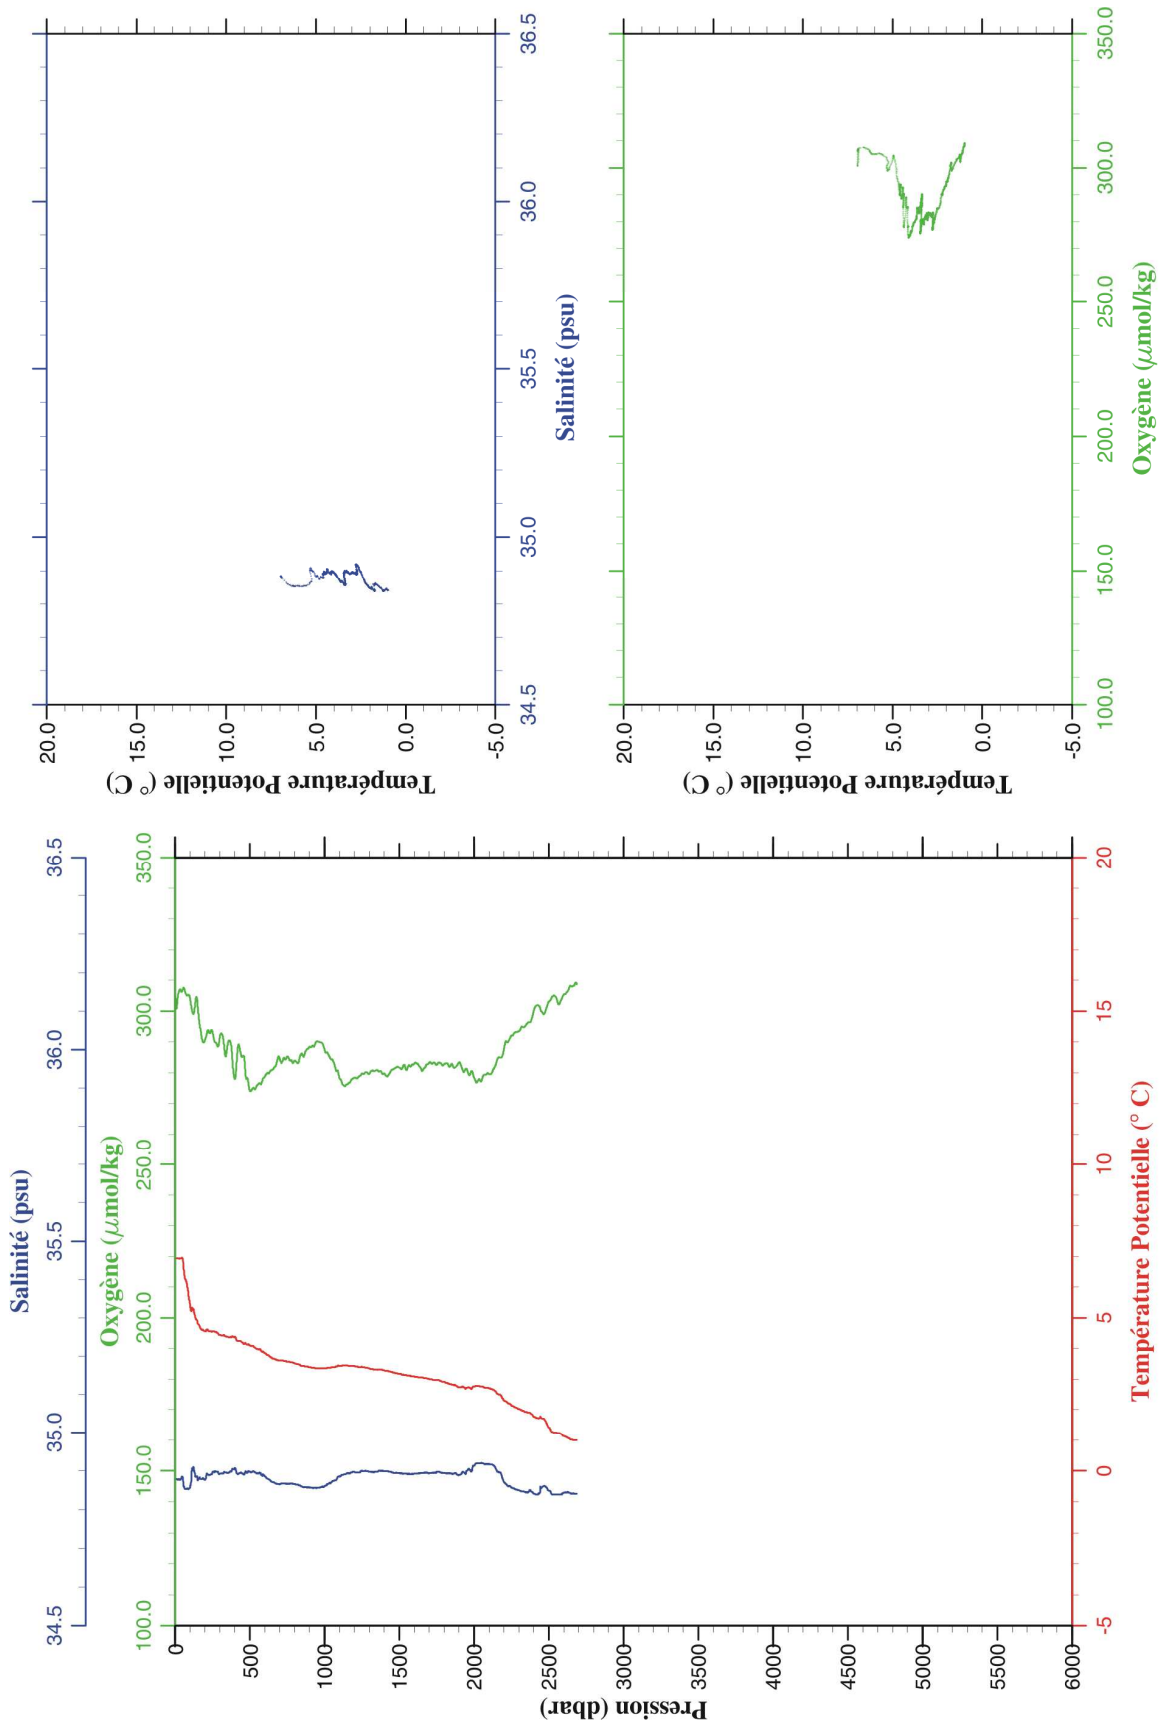 Salinité (psu)
34.5 35.0 35.5 36.0 36.5
Oxygène (μmol/kg)
100.0 150.0 200.0 250.0 300.0 350.0
Pression (dbar)
0
500
1000
1500
2000
2500
3000
3500
4000
4500
5000
5500
6000
-5 0 5 10 15 20
Température Potentielle (° C)
Température Potentielle (° C)
20.0
15.0
10.0
5.0
0.0
-5.0
34.5 35.0 35.5 36.0 36.5
Salinité (psu)
Température Potentielle (° C)
20.0
15.0
10.0
5.0
0.0
-5.0
100.0 150.0 200.0 250.0 300.0 350.0
Oxygène (μmol/kg)